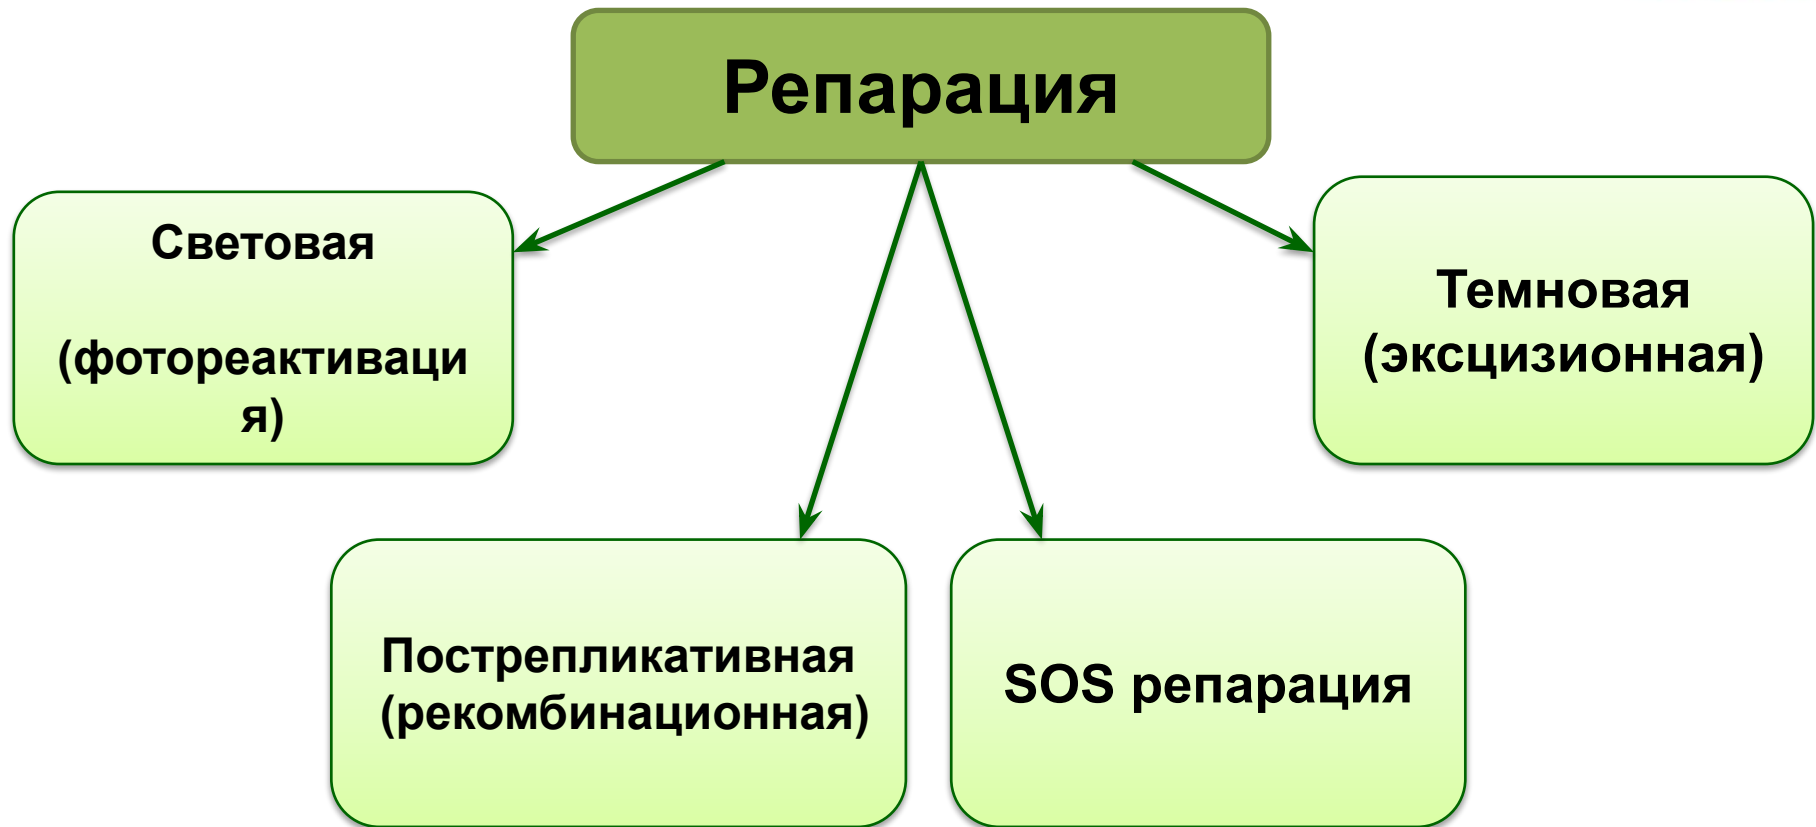 Репарация
Световая
(фотореактиваци
я)
Темновая
(эксцизионная)
Пострепликативная
(рекомбинационная)
SOS репарация